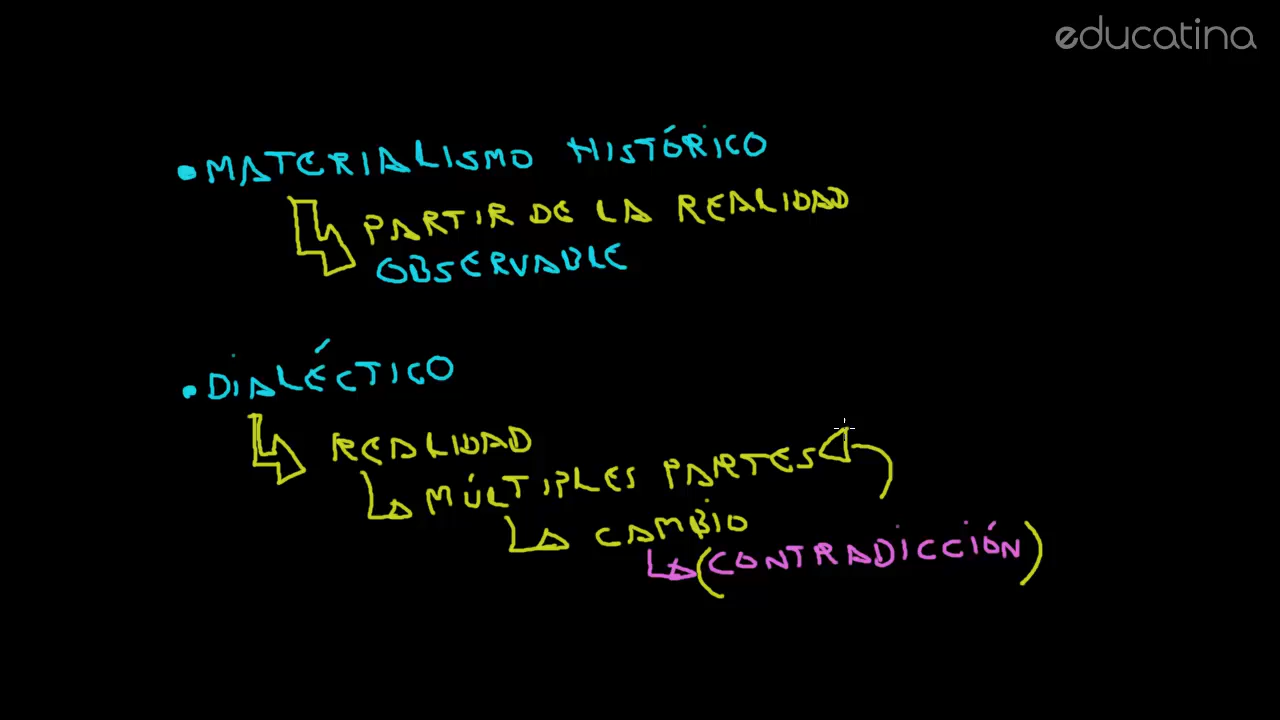 educatina
• MATERIALISMO HISTÓRICO
PARTIR DE LA REALIDAD
OBSERVABLE
• DIALÉCTICO
REALIDAD
MÚLTIPLES PARTES
CAMBIO
(CONTRADICCIÓN)